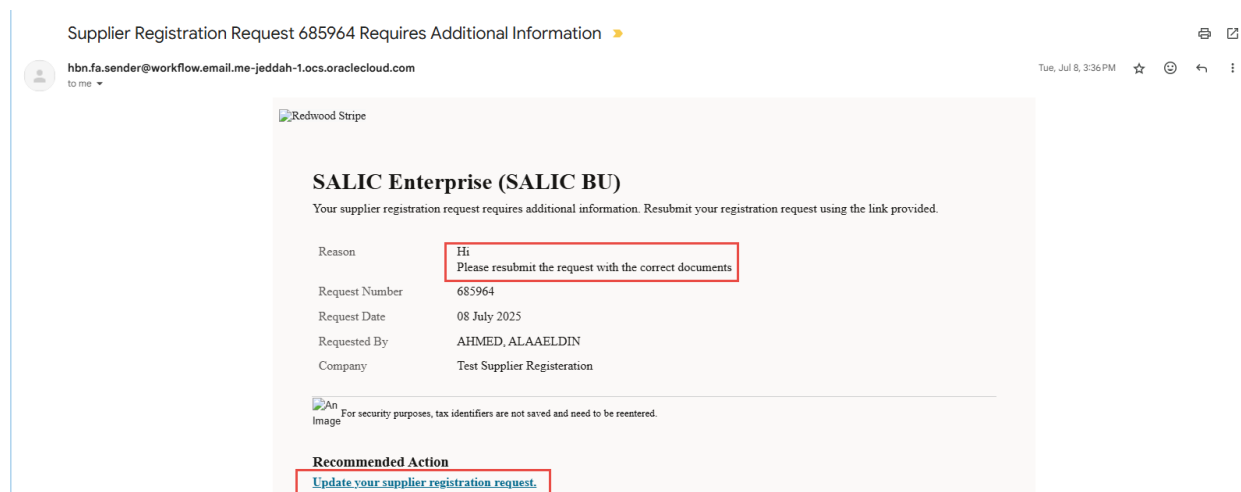 Supplier Registration Request 685964 Requires Additional Information
hbn.fa.sender@workflow.email.me-jeddah-1.ocs.oraclecloud.com
Tue, Jul 8, 3:36 PM
to me
Redwood Stripe
SALIC Enterprise (SALIC BU)
Your supplier registration request requires additional information. Resubmit your registration request using the link provided.
Reason Hi
Please resubmit the request with the correct documents
Request Number 685964
Request Date 08 July 2025
Requested By AHMED, ALAAELDIN
Company Test Supplier Registeration
An
Image
For security purposes, tax identifiers are not saved and need to be reentered.
Recommended Action
Update your supplier registration request.